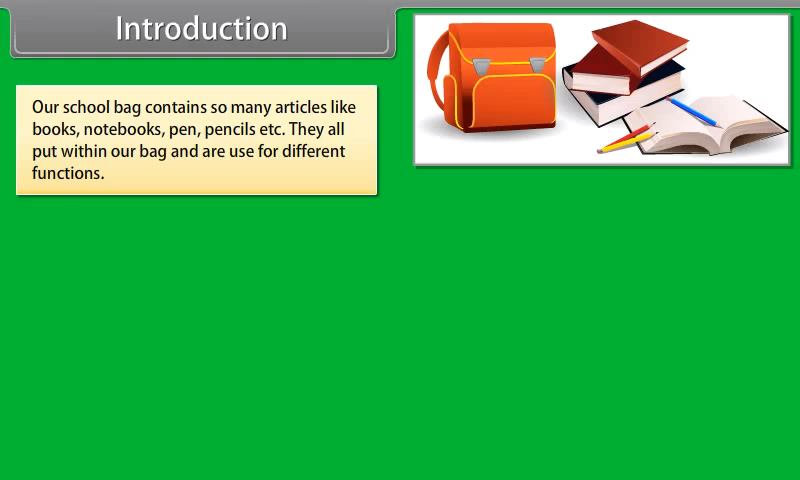 Introduction
Our school bag contains so many articles like
books, notebooks, pen, pencils etc. They all
put within our bag and are use for different
functions.